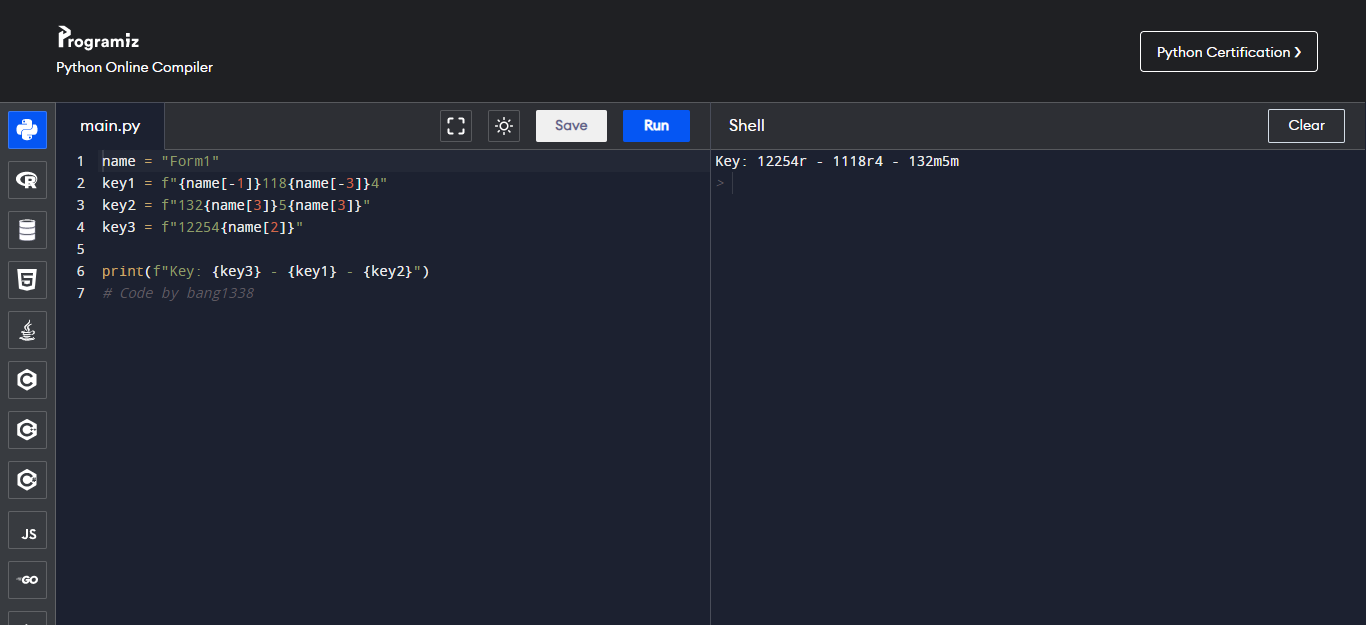 Programiz
Python Online Compiler
Python Certification ❯
main.py
Save
Run
Shell
Clear
1 name = "Form1"
2 key1 = f"{name[-1]}118{name[-3]}4"
3 key2 = f"132{name[3]}5{name[3]}"
4 key3 = f"12254{name[2]}"
5
6 print(f"Key: {key3} - {key1} - {key2}")
7 # Code by bang1338
Key: 12254r - 1118r4 - 132m5m
>
R
5
C
C
C
JS
GO